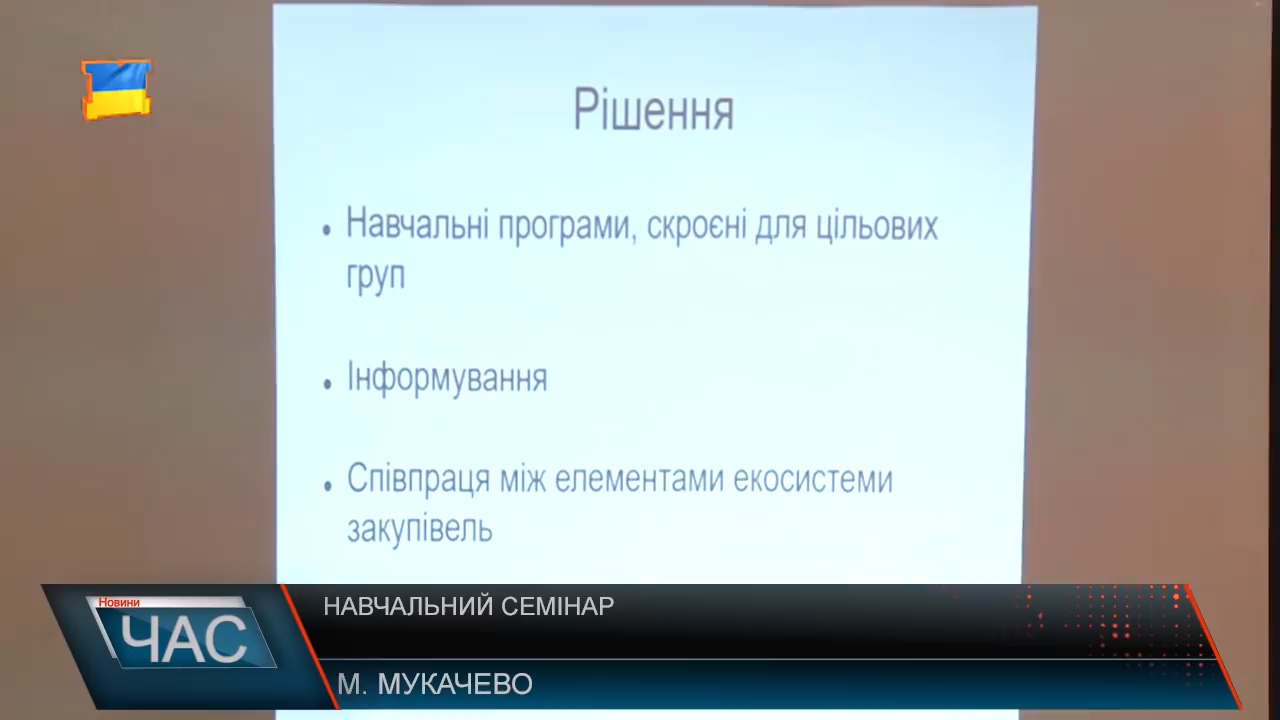 Рішення
• Навчальні програми, скроєні для цільових
груп
• Інформування
• Співпраця між елементами екосистеми
закупівель
Новини
ЧАС
НАВЧАЛЬНИЙ СЕМІНАР
М. МУКАЧЕВО